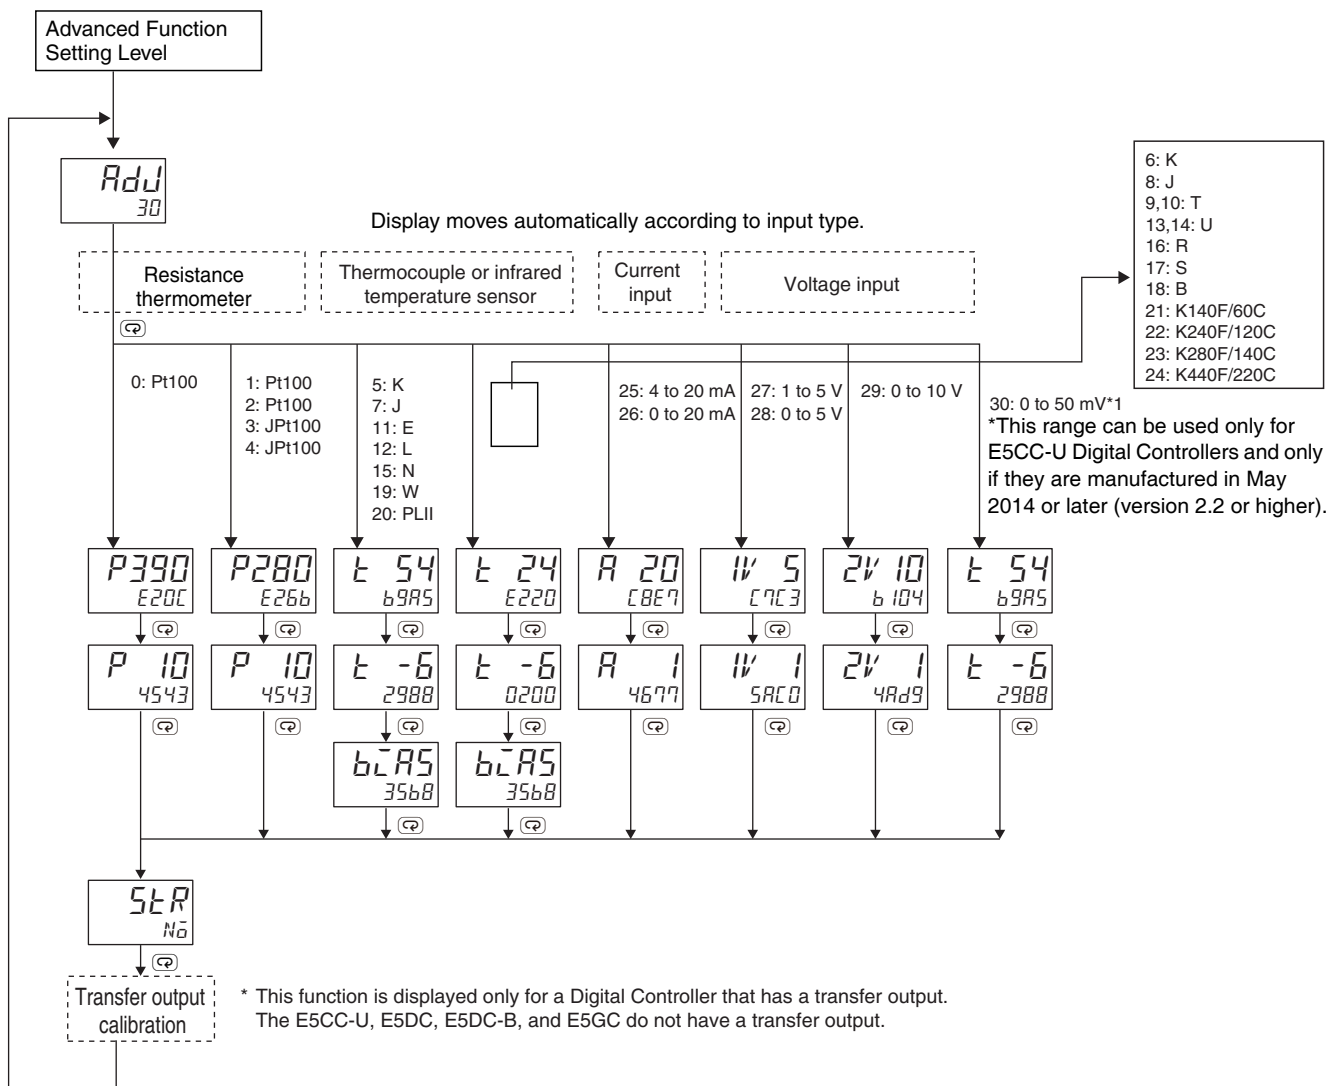 Advanced Function
Setting Level
AdJ
30
Display moves automatically according to input type.
Resistance
thermometer
Thermocouple or infrared
temperature sensor
Current
input
Voltage input
6: K
8: J
9,10: T
13,14: U
16: R
17: S
18: B
21: K140F/60C
22: K240F/120C
23: K280F/140C
24: K440F/220C
0: Pt100
1: Pt100
2: Pt100
3: JPt100
4: JPt100
5: K
7: J
11: E
12: L
15: N
19: W
20: PLII
25: 4 to 20 mA
26: 0 to 20 mA
27: 1 to 5 V
28: 0 to 5 V
29: 0 to 10 V
30: 0 to 50 mV*1
*This range can be used only for
E5CC-U Digital Controllers and only
if they are manufactured in May
2014 or later (version 2.2 or higher).
P390
E20C
P280
E26b
t 54
b9A5
t 24
E220
A 20
C8E7
1V 5
C7C3
2V 10
b104
t 54
b9A5
P 10
4543
P 10
4543
t -6
2988
t -6
0200
A 1
4677
1V 1
5AC0
2V 1
4Ad9
t -6
2988
biAS
35b8
biAS
35b8
StR
No
Transfer output
calibration
* This function is displayed only for a Digital Controller that has a transfer output.
The E5CC-U, E5DC, E5DC-B, and E5GC do not have a transfer output.